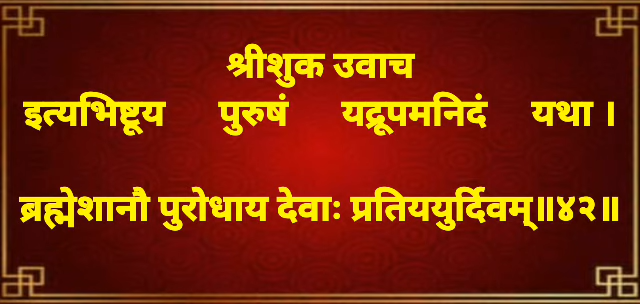 श्रीशुक उवाच
इत्यभिष्टूय पुरुषं यद्रूपमनिदं यथा ।
ब्रह्मेशानौ पुरोधाय देवाः प्रतिययुर्दिवम्॥४२॥